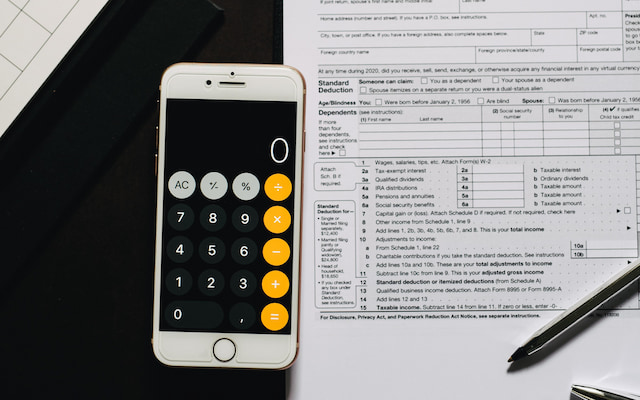 If joint return, spouse's first name and middle initial
Last name
Home address (number and street). If you have a P.O. box, see instructions.
Apt. no.
City, town, or post office. If you have a foreign address, also complete spaces below.
State
ZIP code
Foreign country name
Foreign province/state/county
Foreign postal code
Presid
Check
spous
to go
box b
your t
At any time during 2020, did you receive, sell, send, exchange, or otherwise acquire any financial interest in any virtual currency
Standard
Deduction
Someone can claim: You as a dependent Your spouse as a dependent
Spouse itemizes on a separate return or you were a dual-status alien
Age/Blindness You: Were born before January 2, 1956 Are blind Spouse: Was born before January 2, 195
Dependents (see instructions):
If more
than four
dependents,
see instructions
and check
here
(1) First name Last name
(2) Social security
number
(3) Relationship
to you
(4) ✔ if qualifies
Child tax credit
Attach
Sch. B if
required.
1 Wages, salaries, tips, etc. Attach Form(s) W-2
2a Tax-exempt interest 2a b Taxable interest
3a Qualified dividends 3a b Ordinary dividends
4a IRA distributions 4a b Taxable amount
5a Pensions and annuities 5a b Taxable amount
6a Social security benefits 6a b Taxable amount
7 Capital gain or (loss). Attach Schedule D if required. If not required, check here
8 Other income from Schedule 1, line 9
9 Add lines 1, 2b, 3b, 4b, 5b, 6b, 7, and 8. This is your total income
10 Adjustments to income:
a From Schedule 1, line 22 10a
b Charitable contributions if you take the standard deduction. See instructions 10b
c Add lines 10a and 10b. These are your total adjustments to income
11 Subtract line 10c from line 9. This is your adjusted gross income
12 Standard deduction or itemized deductions (from Schedule A)
13 Qualified business income deduction. Attach Form 8995 or Form 8995-A
14 Add lines 12 and 13
15 Taxable income. Subtract line 14 from line 11. If zero or less, enter -0-
Standard
Deduction for—
• Single or
Married filing
separately,
$12,400
• Married filing
jointly or
Qualifying
widow(er),
$24,800
• Head of
household,
$18,650
• If you checked
any box under
Standard
Deduction,
see instructions.
For Disclosure, Privacy Act, and Paperwork Reduction Act Notice, see separate instructions.
0
AC +/- % ÷
7 8 9 ×
4 5 6 −
1 2 3 +
0 , =